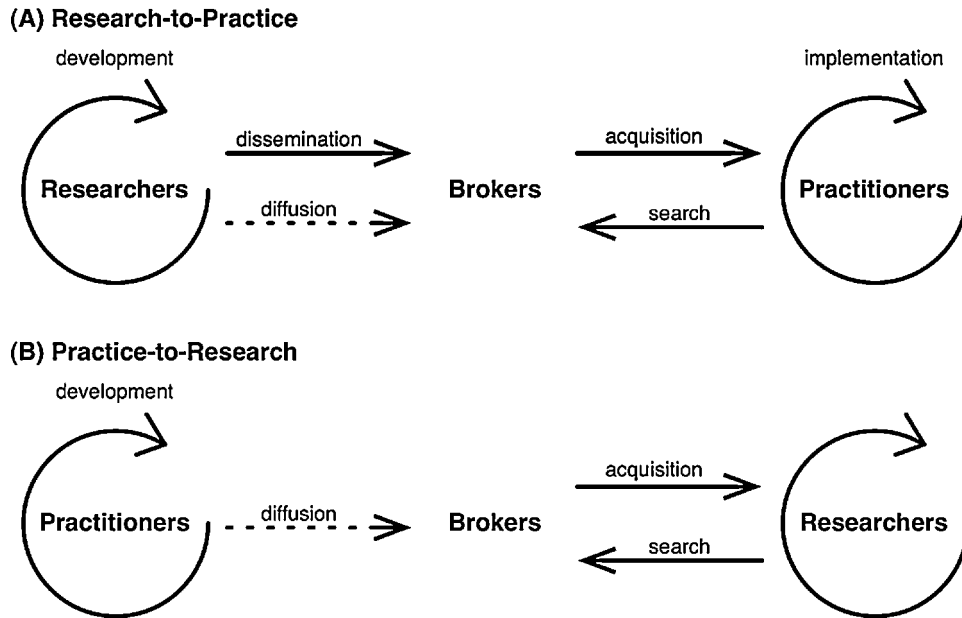 (A) Research-to-Practice
development
implementation
dissemination
acquisition
Researchers
Brokers
Practitioners
diffusion
search
(B) Practice-to-Research
development
acquisition
Practitioners
diffusion
Brokers
Researchers
search